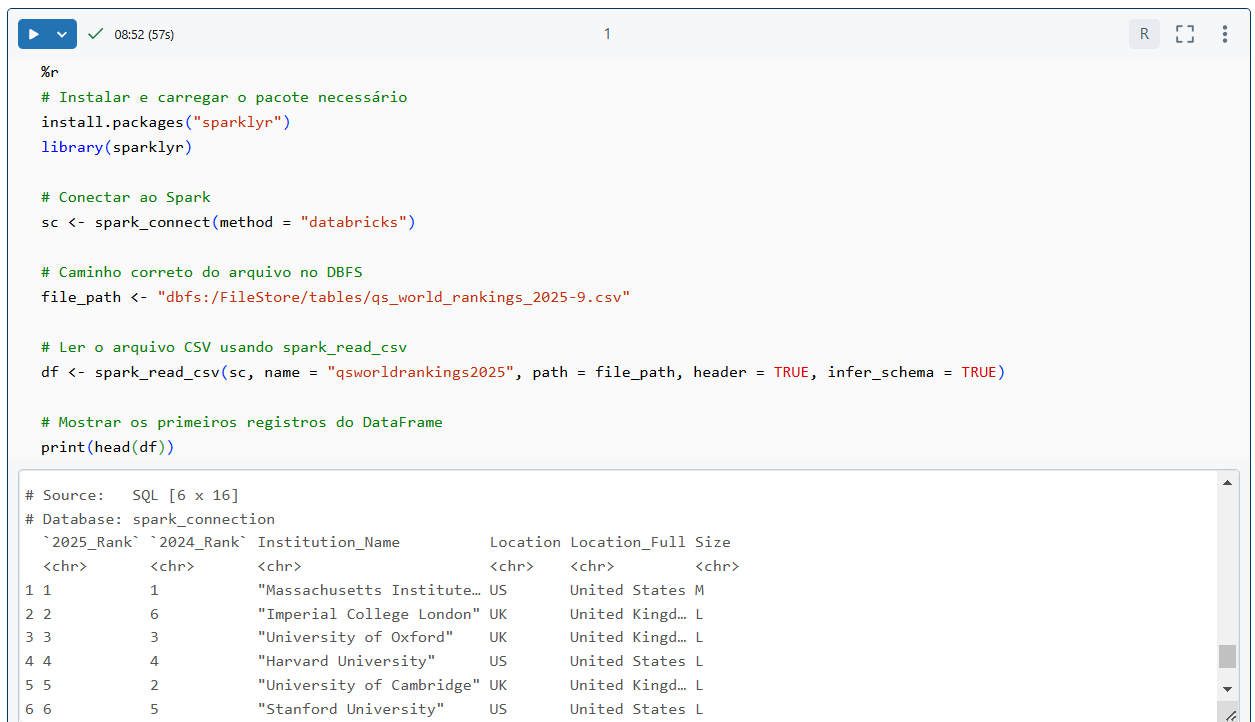 08:52 (57s)
1
R
%r
# Instalar e carregar o pacote necessário
install.packages("sparklyr")
library(sparklyr)
# Conectar ao Spark
sc <- spark_connect(method = "databricks")
# Caminho correto do arquivo no DBFS
file_path <- "dbfs:/FileStore/tables/qs_world_rankings_2025-9.csv"
# Ler o arquivo CSV usando spark_read_csv
df <- spark_read_csv(sc, name = "qsworldrankings2025", path = file_path, header = TRUE, infer_schema = TRUE)
# Mostrar os primeiros registros do DataFrame
print(head(df))
# Source:   SQL [6 x 16]
# Database: spark_connection
  `2025_Rank` `2024_Rank` Institution_Name          Location Location_Full Size
  <chr>       <chr>       <chr>                     <chr>    <chr>         <chr>
1 1           1           "Massachusetts Institute… US       United States M
2 2           6           "Imperial College London" UK       United Kingd… L
3 3           3           "University of Oxford"    UK       United Kingd… L
4 4           4           "Harvard University"      US       United States L
5 5           2           "University of Cambridge" UK       United Kingd… L
6 6           5           "Stanford University"     US       United States L